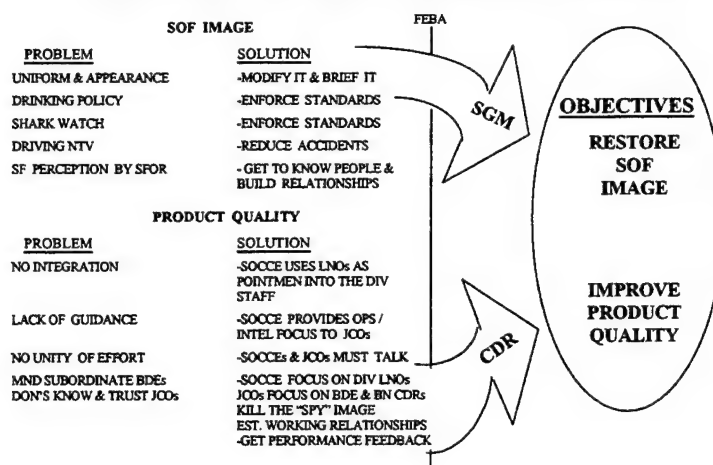 SOF IMAGE
FEBA
PROBLEM SOLUTION
UNIFORM & APPEARANCE -MODIFY IT & BRIEF IT
DRINKING POLICY -ENFORCE STANDARDS
SHARK WATCH -ENFORCE STANDARDS
DRIVING NTV -REDUCE ACCIDENTS
SF PERCEPTION BY SFOR - GET TO KNOW PEOPLE &
BUILD RELATIONSHIPS
SGM
PRODUCT QUALITY
PROBLEM SOLUTION
NO INTEGRATION -SOCCE USES LNOs AS
POINTMEN INTO THE DIV
STAFF
LACK OF GUIDANCE -SOCCE PROVIDES OPS /
INTEL FOCUS TO JCOs
NO UNITY OF EFFORT -SOCCEs & JCOs MUST TALK
MND SUBORDINATE BDEs -SOCCE FOCUS ON DIV LNOs
DON'S KNOW & TRUST JCOs JCOs FOCUS ON BDE & BN CDRs
KILL THE "SPY" IMAGE
EST. WORKING RELATIONSHIPS
-GET PERFORMANCE FEEDBACK
CDR
OBJECTIVES
RESTORE
SOF
IMAGE
IMPROVE
PRODUCT
QUALITY